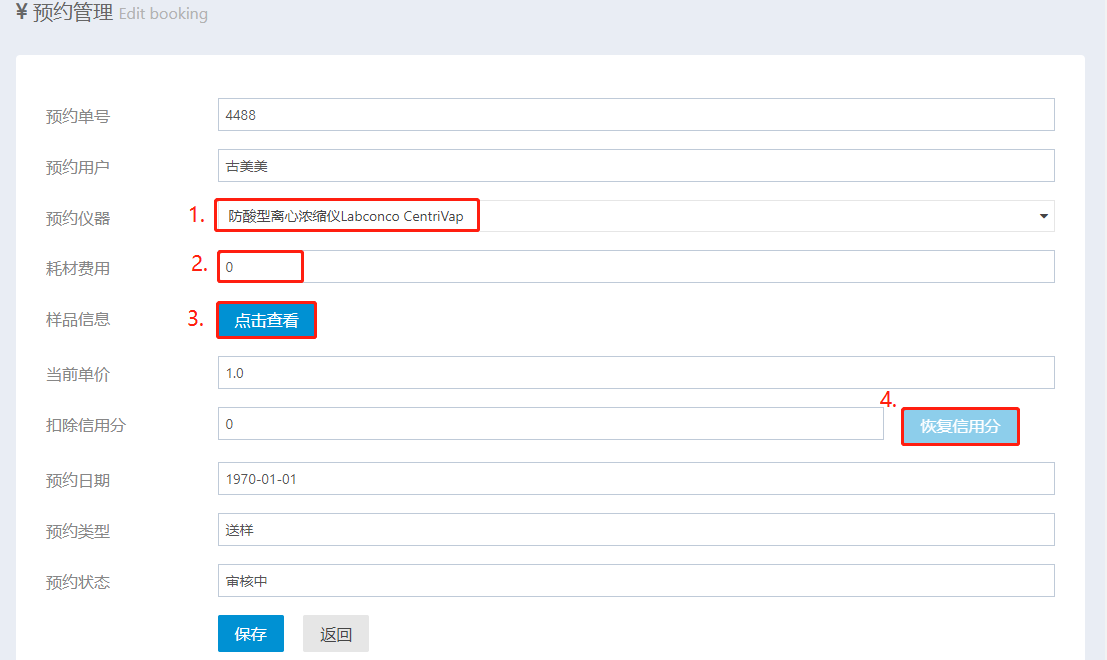 ¥ 预约管理 Edit booking
预约单号 4488
预约用户 古美美
预约仪器 1. 防酸型离心浓缩仪Labconco CentriVap
耗材费用 2. 0
样品信息 3. 点击查看
当前单价 1.0
扣除信用分 0 4. 恢复信用分
预约日期 1970-01-01
预约类型 送样
预约状态 审核中
保存 返回